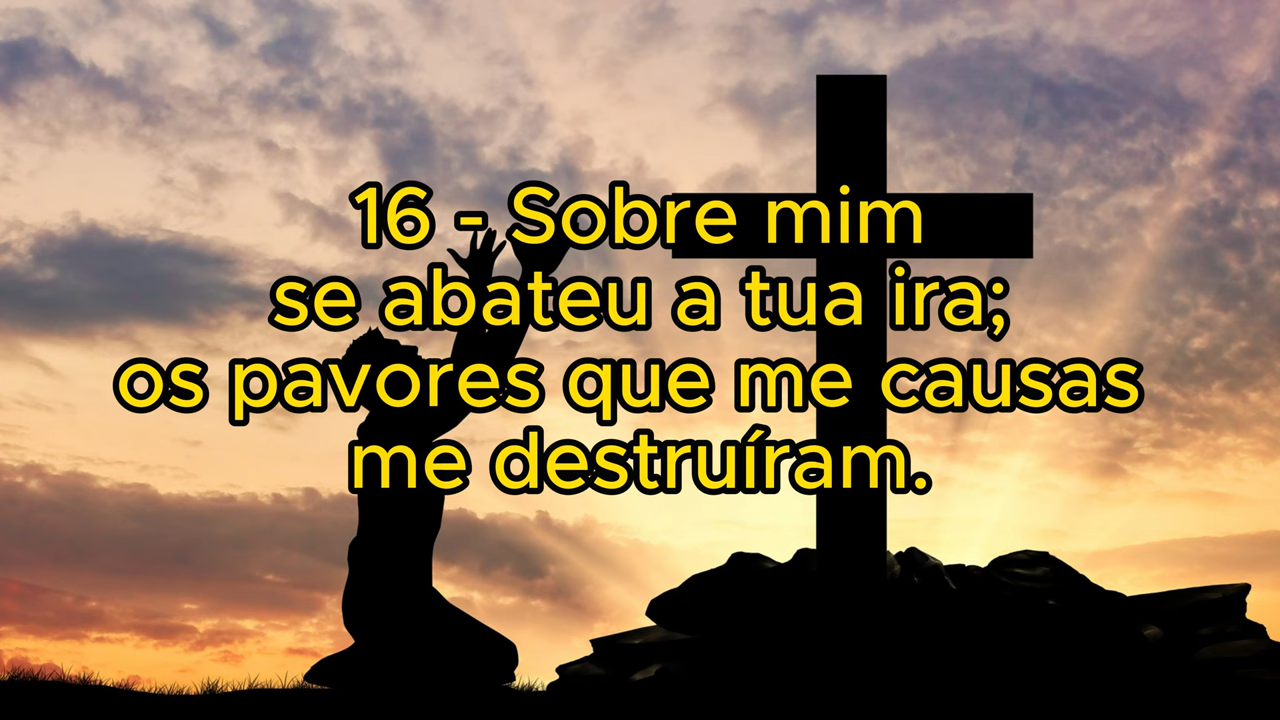 16 - Sobre mim
se abateu a tua ira;
os pavores que me causas
me destruíram.